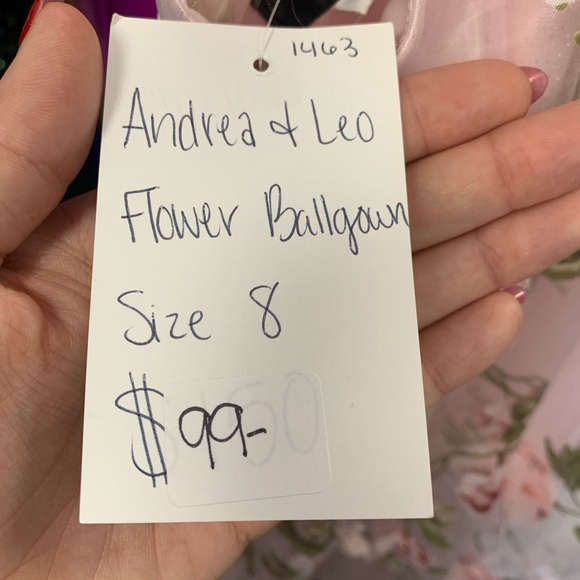 1463
Andrea & Leo
Flower Ballgown
Size 8
$99-